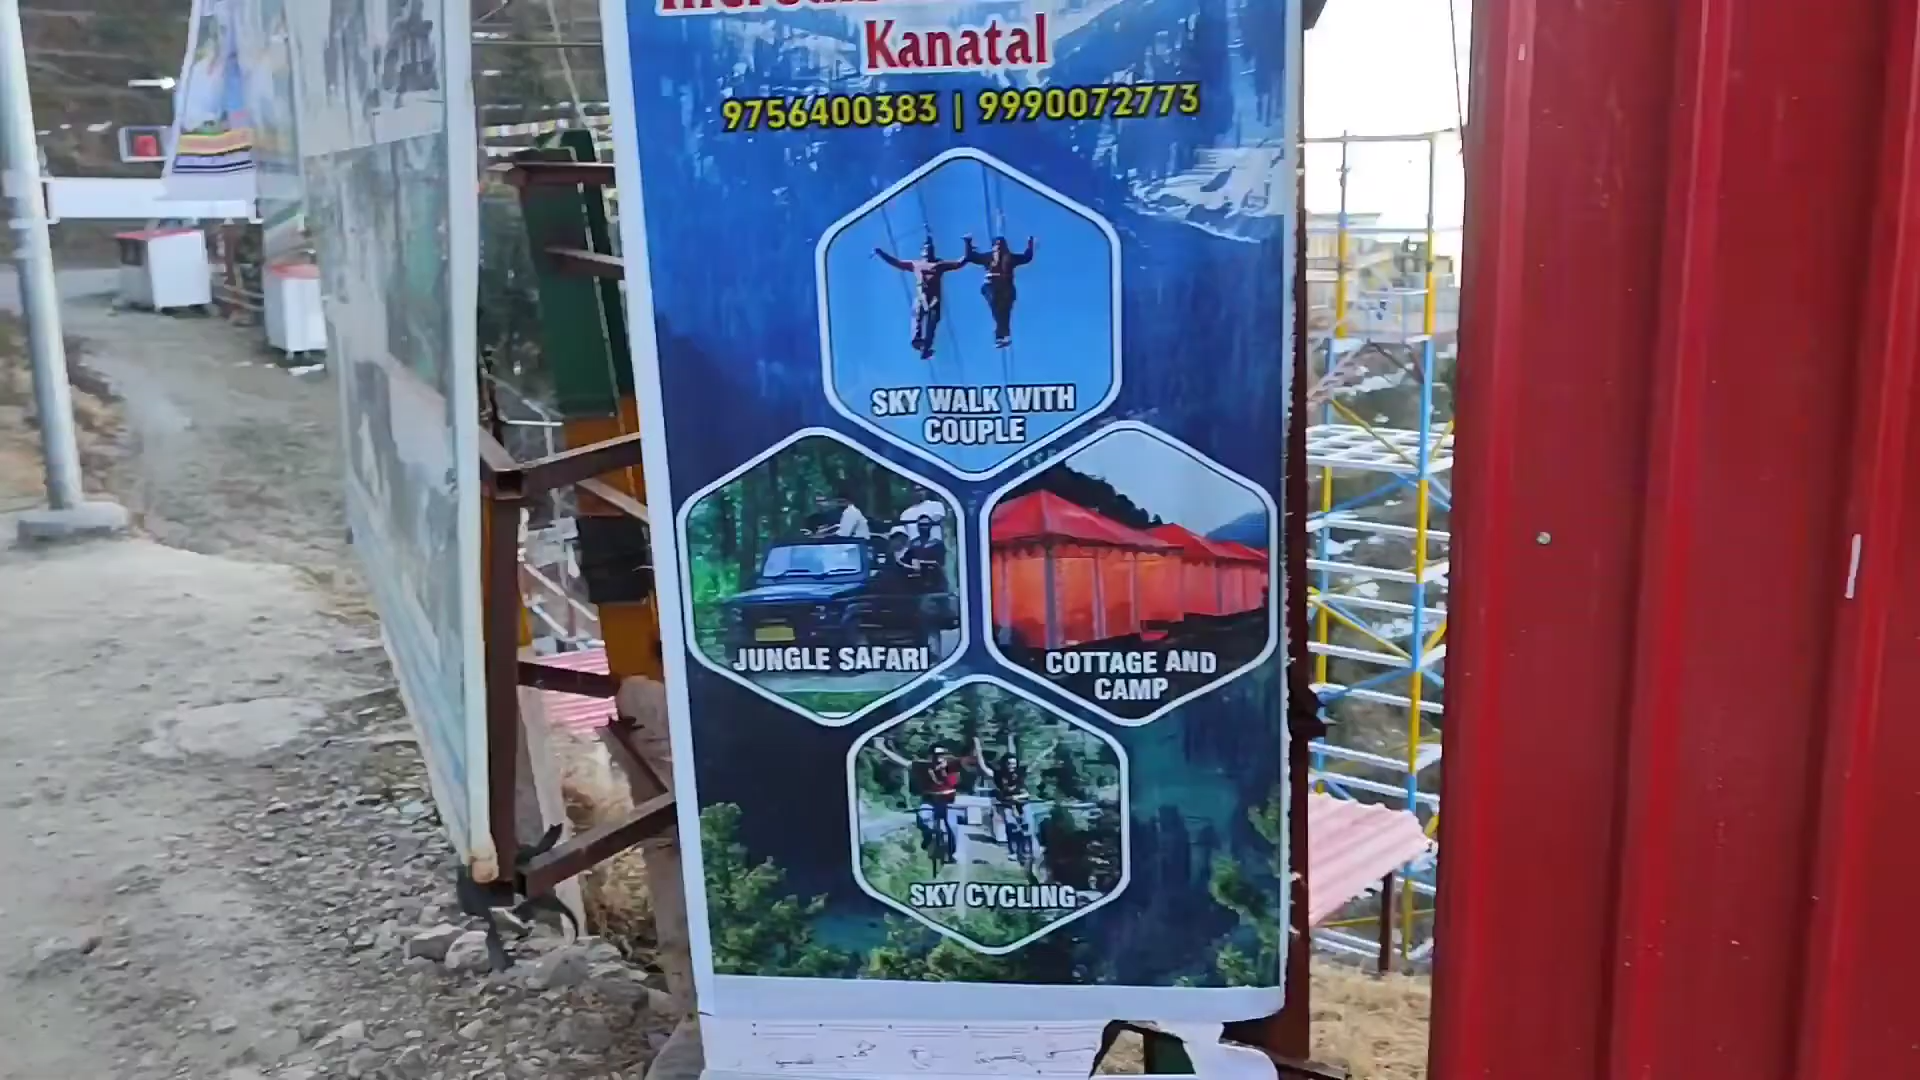 Kanatal
9756400383 | 9990072773
SKY WALK WITH
COUPLE
JUNGLE SAFARI
COTTAGE AND
CAMP
SKY CYCLING